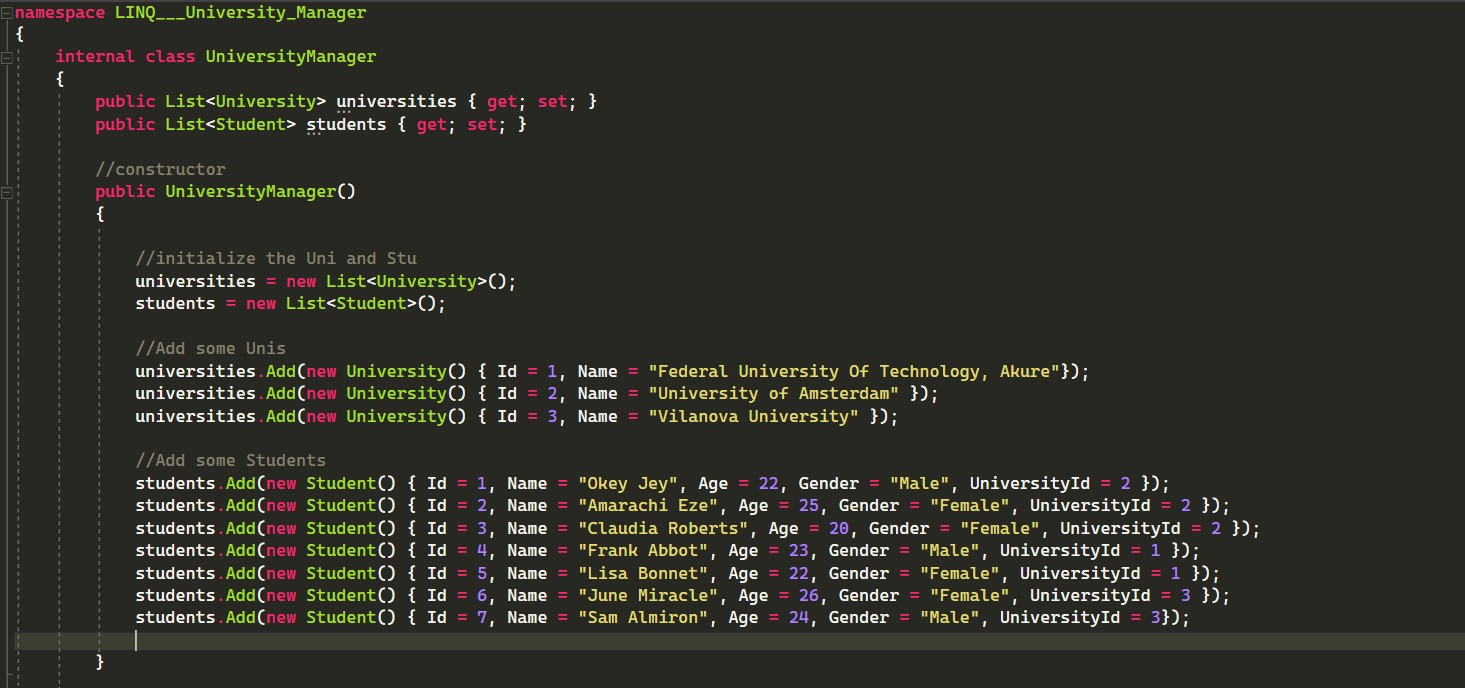 namespace LINQ___University_Manager
{
    internal class UniversityManager
    {
        public List<University> universities { get; set; }
        public List<Student> students { get; set; }

        //constructor
        public UniversityManager()
        {

            //initialize the Uni and Stu
            universities = new List<University>();
            students = new List<Student>();

            //Add some Unis
            universities.Add(new University() { Id = 1, Name = "Federal University Of Technology, Akure"});
            universities.Add(new University() { Id = 2, Name = "University of Amsterdam" });
            universities.Add(new University() { Id = 3, Name = "Vilanova University" });

            //Add some Students
            students.Add(new Student() { Id = 1, Name = "Okey Jey", Age = 22, Gender = "Male", UniversityId = 2 });
            students.Add(new Student() { Id = 2, Name = "Amarachi Eze", Age = 25, Gender = "Female", UniversityId = 2 });
            students.Add(new Student() { Id = 3, Name = "Claudia Roberts", Age = 20, Gender = "Female", UniversityId = 2 });
            students.Add(new Student() { Id = 4, Name = "Frank Abbot", Age = 23, Gender = "Male", UniversityId = 1 });
            students.Add(new Student() { Id = 5, Name = "Lisa Bonnet", Age = 22, Gender = "Female", UniversityId = 1 });
            students.Add(new Student() { Id = 6, Name = "June Miracle", Age = 26, Gender = "Female", UniversityId = 3 });
            students.Add(new Student() { Id = 7, Name = "Sam Almiron", Age = 24, Gender = "Male", UniversityId = 3});

        }